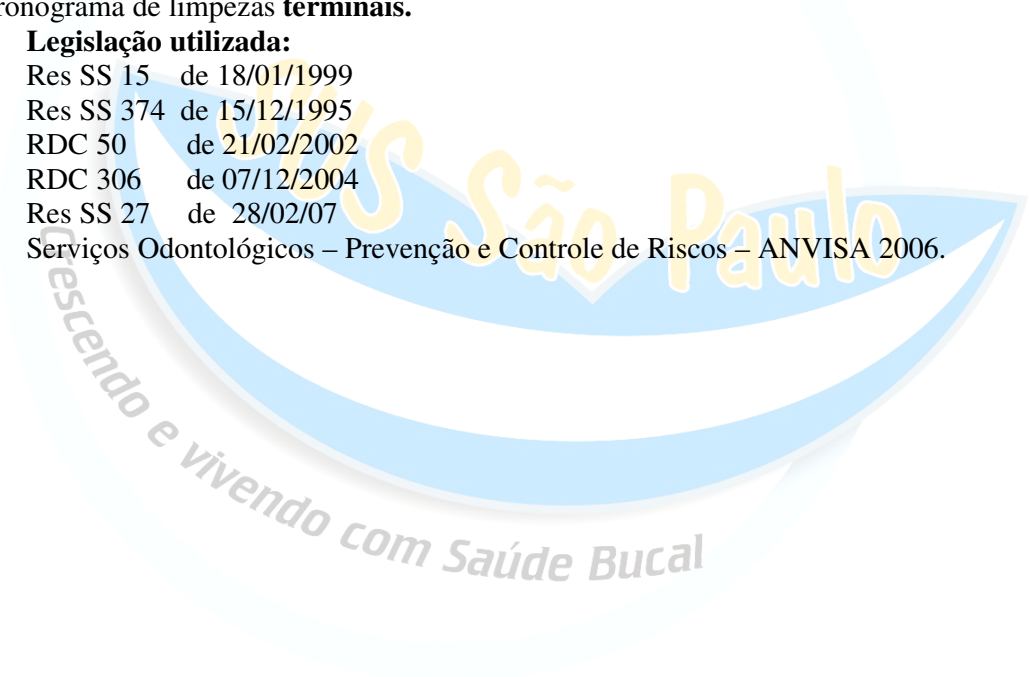 ronograma de limpezas terminais.
Legislação utilizada:
Res SS 15 de 18/01/1999
Res SS 374 de 15/12/1995
RDC 50 de 21/02/2002
RDC 306 de 07/12/2004
Res SS 27 de 28/02/07
Serviços Odontológicos – Prevenção e Controle de Riscos – ANVISA 2006.
SUS São Paulo
Crescendo e vivendo com Saúde Bucal